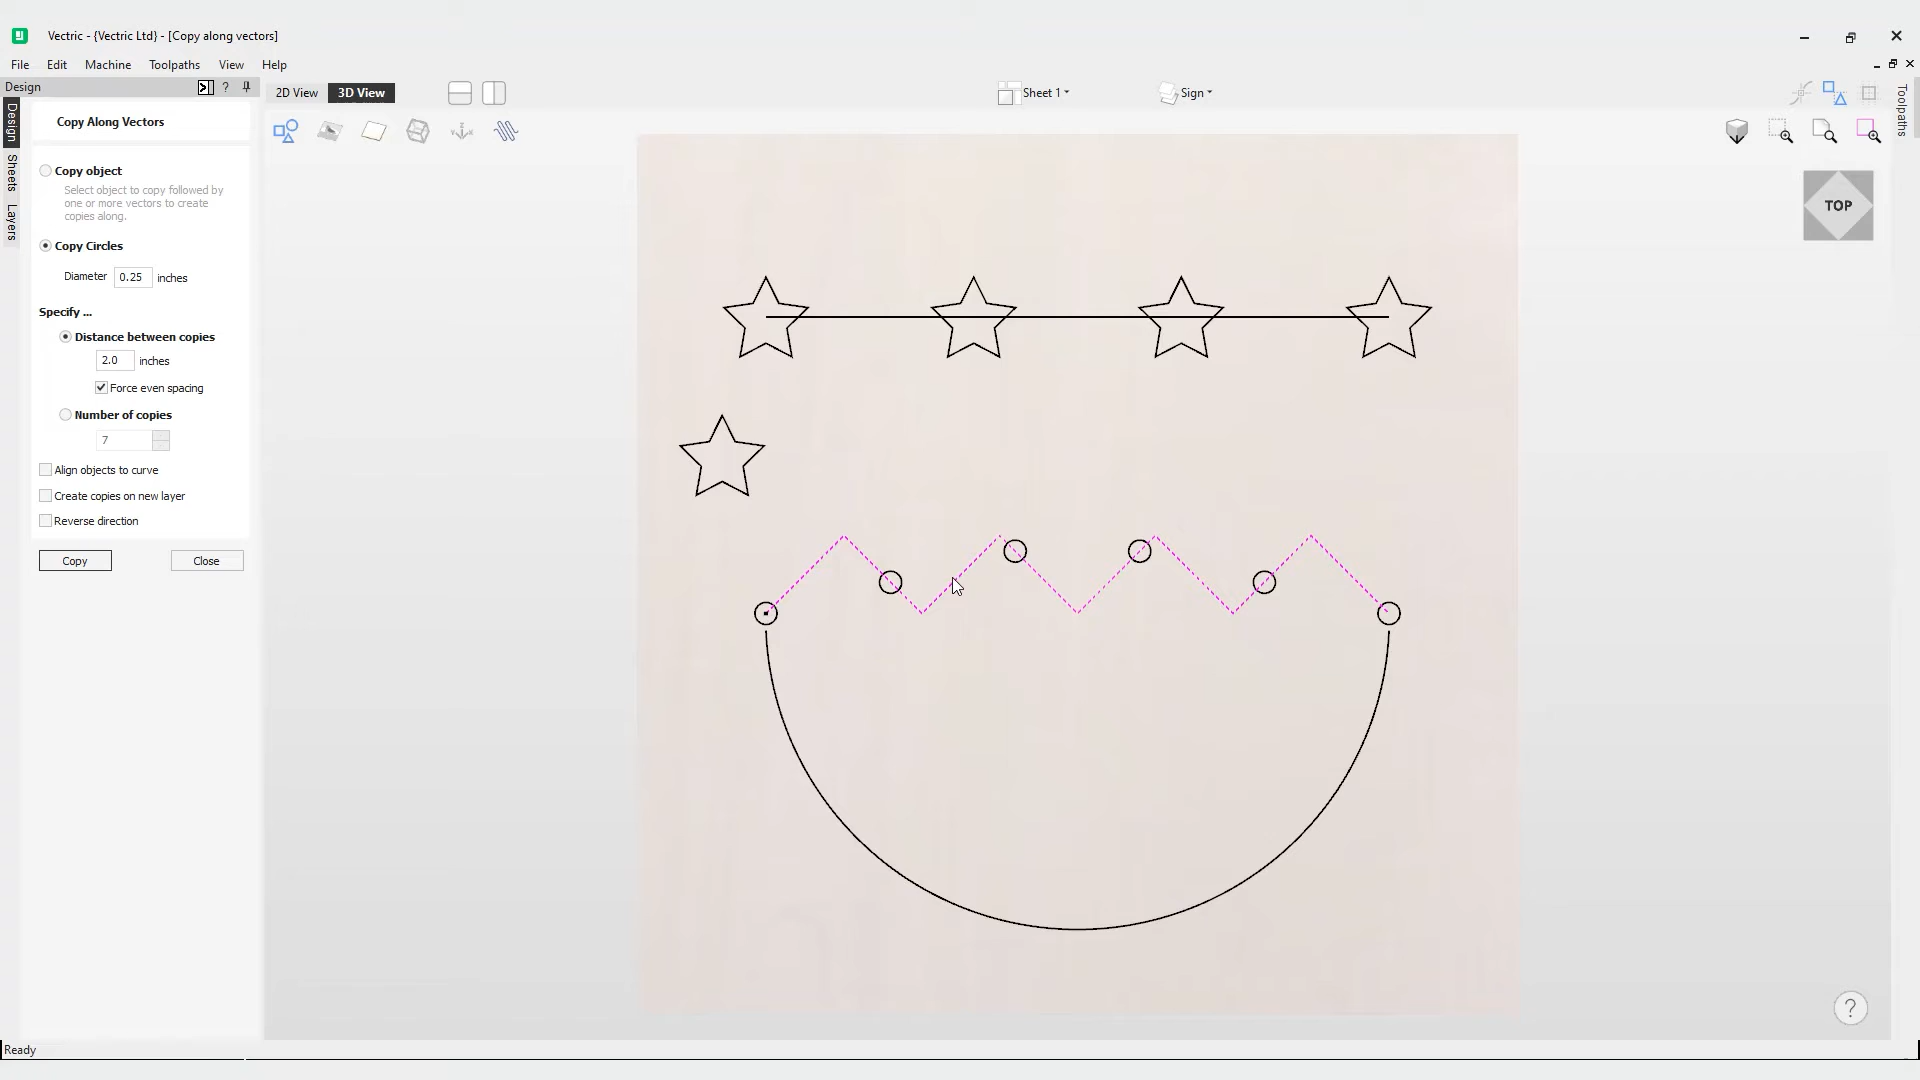 Vectric - {Vectric Ltd} - [Copy along vectors]
File Edit Machine Toolpaths View Help
Design ?
2D View 3D View Sheet 1 Sign
Design
Sheets
Layers
Toolpaths
Copy Along Vectors
Copy object
Select object to copy followed by
one or more vectors to create
copies along.
Copy Circles
Diameter 0.25 inches
Specify ...
Distance between copies
2.0 inches
Force even spacing
Number of copies
7
Align objects to curve
Create copies on new layer
Reverse direction
Copy Close
TOP
?
Ready